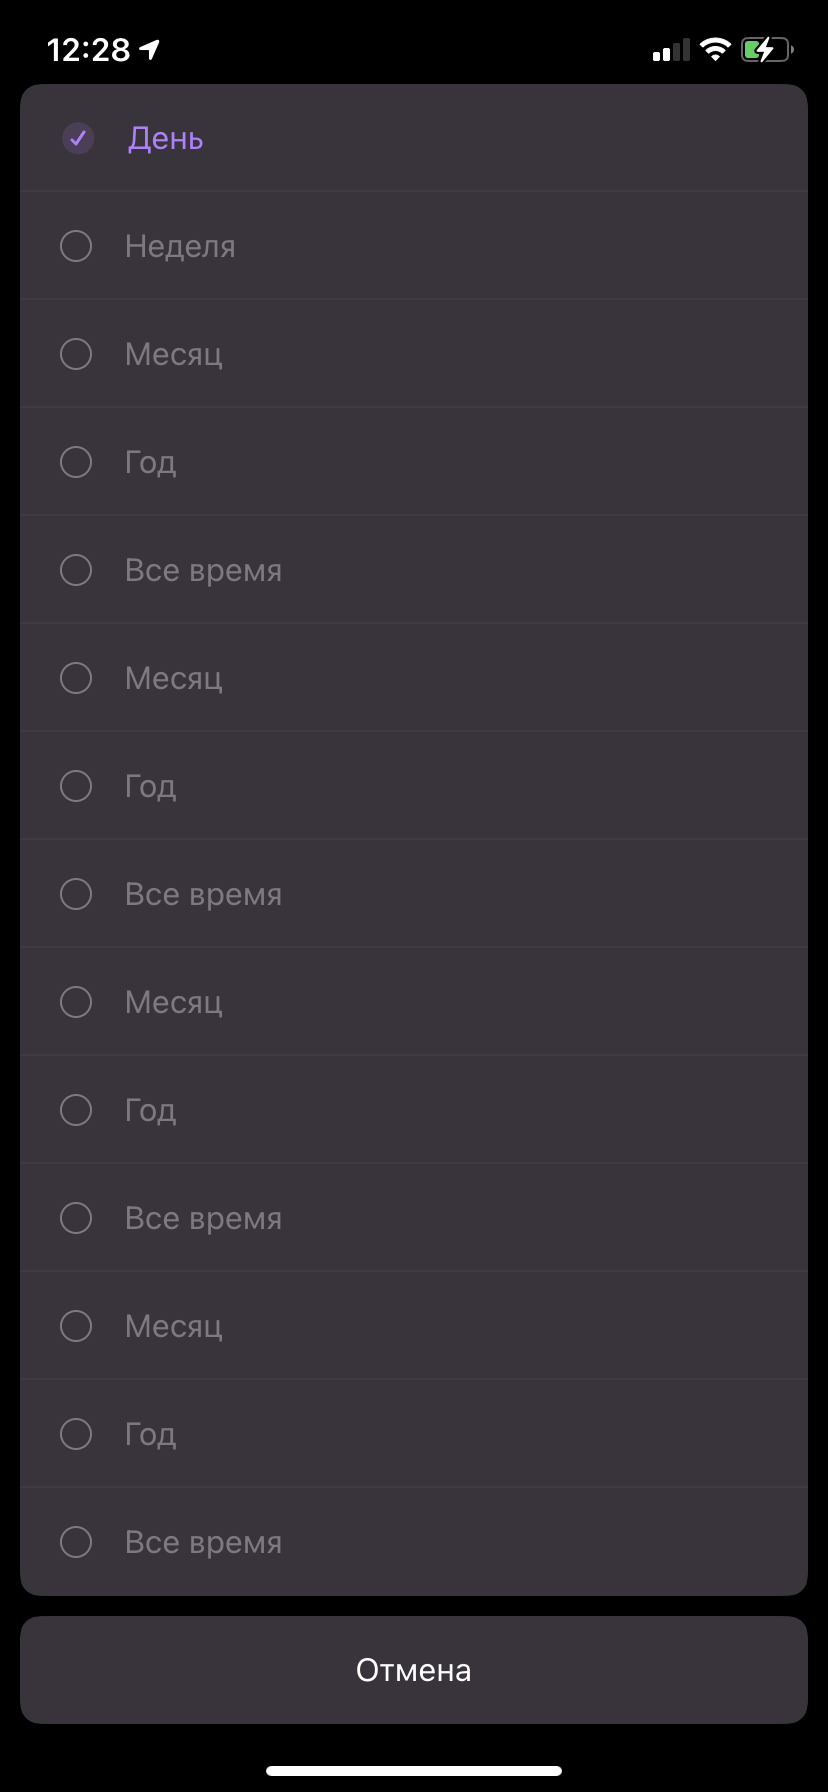 12:28
День
Неделя
Месяц
Год
Все время
Месяц
Год
Все время
Месяц
Год
Все время
Месяц
Год
Все время
Отмена